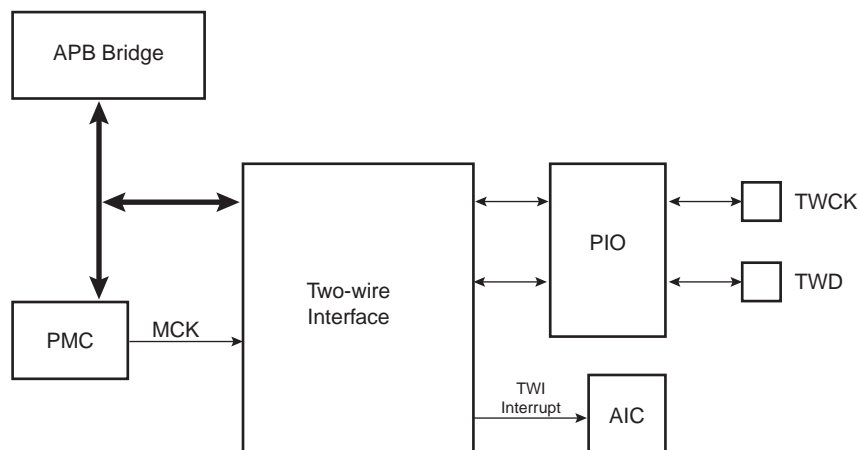 APB Bridge
TWCK
PIO
TWD
Two-wire
Interface
MCK
PMC
TWI
Interrupt
AIC